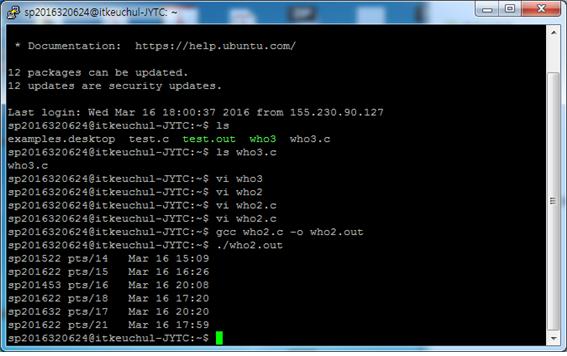 sp2016320624@itkeuchul-JYTC: ~
 * Documentation:  https://help.ubuntu.com/
12 packages can be updated.
12 updates are security updates.
Last login: Wed Mar 16 18:00:37 2016 from 155.230.90.127
sp2016320624@itkeuchul-JYTC:~$ ls
examples.desktop  test.c  test.out  who3  who3.c
sp2016320624@itkeuchul-JYTC:~$ ls who3.c
who3.c
sp2016320624@itkeuchul-JYTC:~$ vi who3
sp2016320624@itkeuchul-JYTC:~$ vi who2
sp2016320624@itkeuchul-JYTC:~$ vi who2.c
sp2016320624@itkeuchul-JYTC:~$ vi who2.c
sp2016320624@itkeuchul-JYTC:~$ gcc who2.c -o who2.out
sp2016320624@itkeuchul-JYTC:~$ ./who2.out
sp201522 pts/14   Mar 16 15:09
sp201622 pts/15   Mar 16 16:26
sp201453 pts/16   Mar 16 20:08
sp201622 pts/18   Mar 16 17:20
sp201632 pts/17   Mar 16 20:20
sp201622 pts/21   Mar 16 17:59
sp2016320624@itkeuchul-JYTC:~$